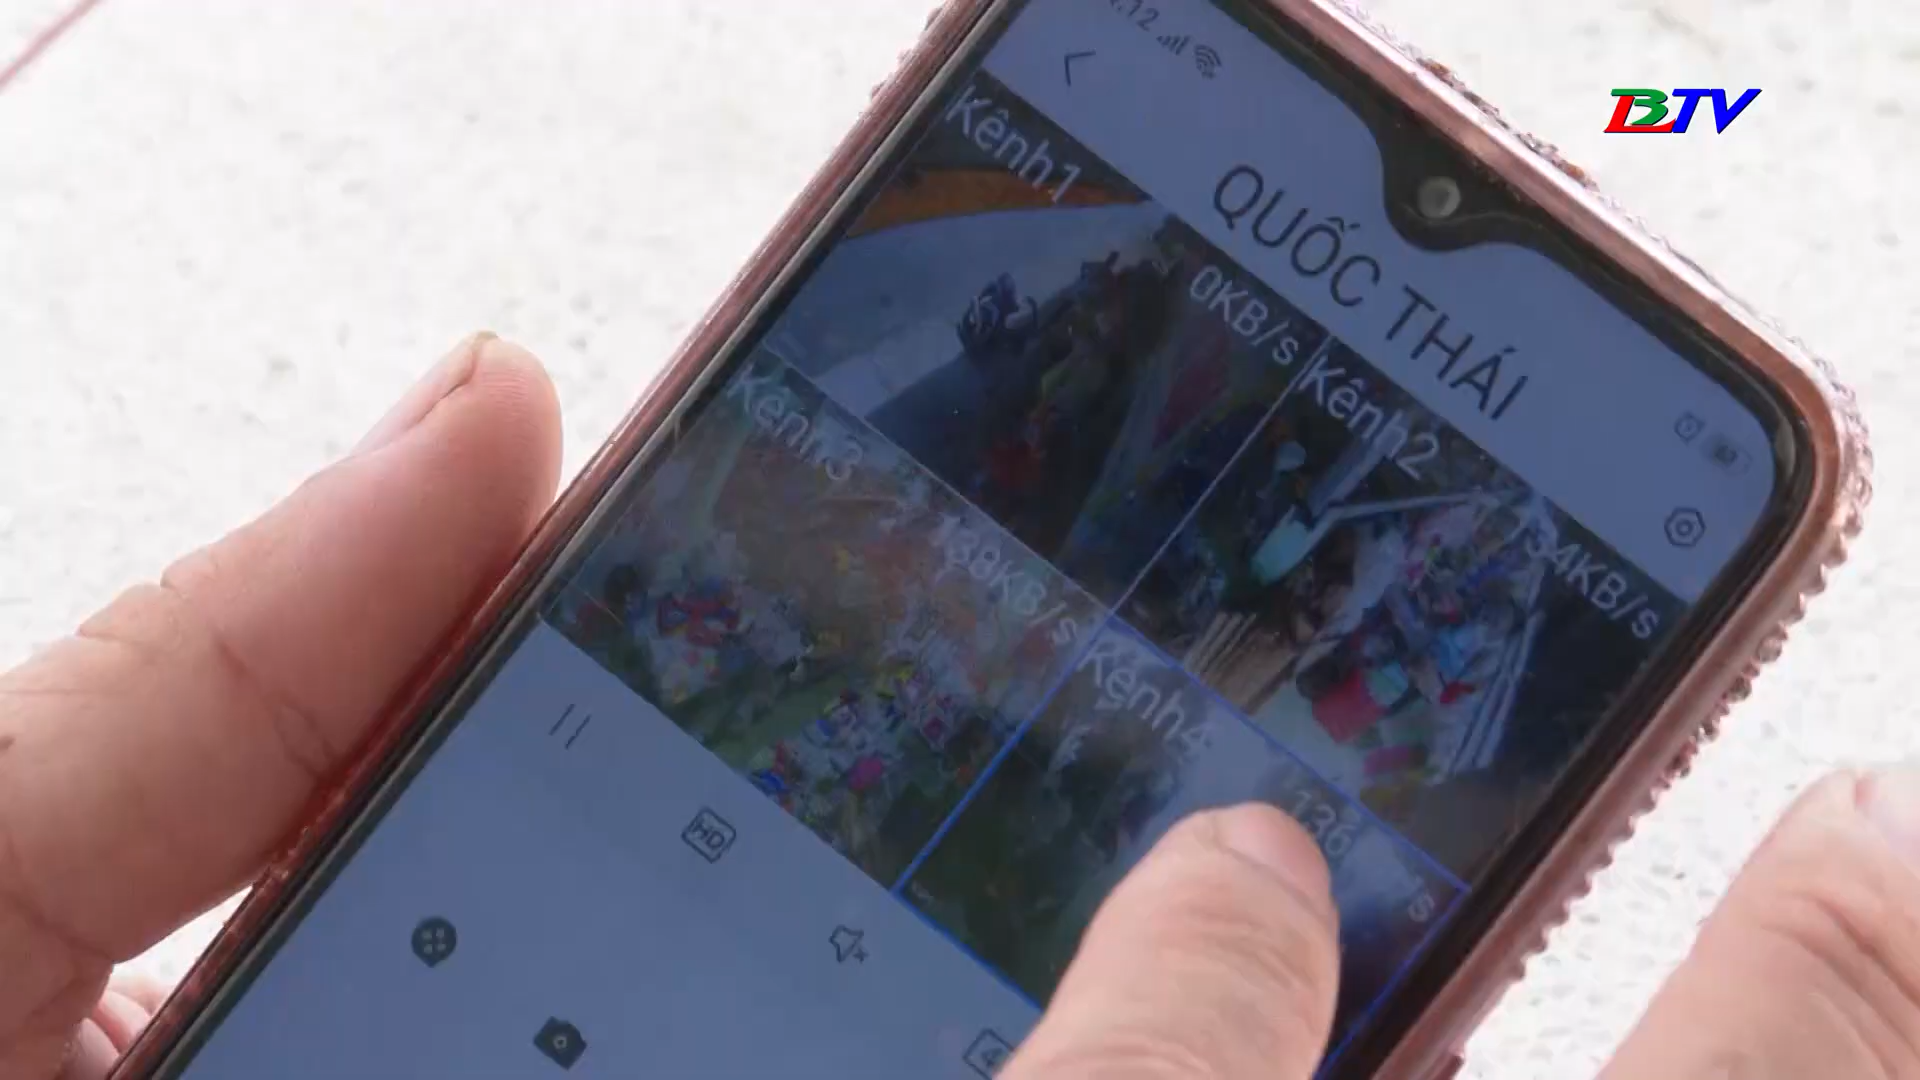 BTV
QUỐC THÁI
Kênh1
0KB/s
Kênh2
Kênh3
Kênh4
HD